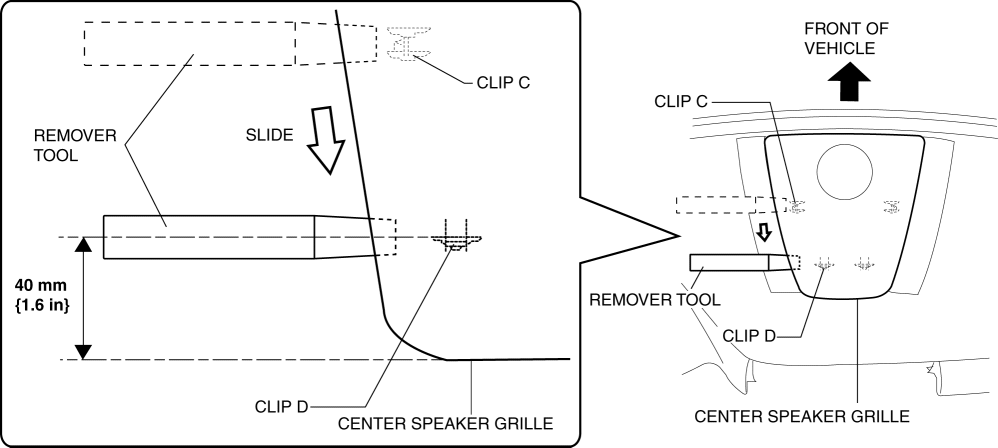 CLIP C
REMOVER
TOOL
SLIDE
40 mm
{1.6 in}
CLIP D
CENTER SPEAKER GRILLE
FRONT OF
VEHICLE
CLIP C
REMOVER TOOL
CLIP D
CENTER SPEAKER GRILLE